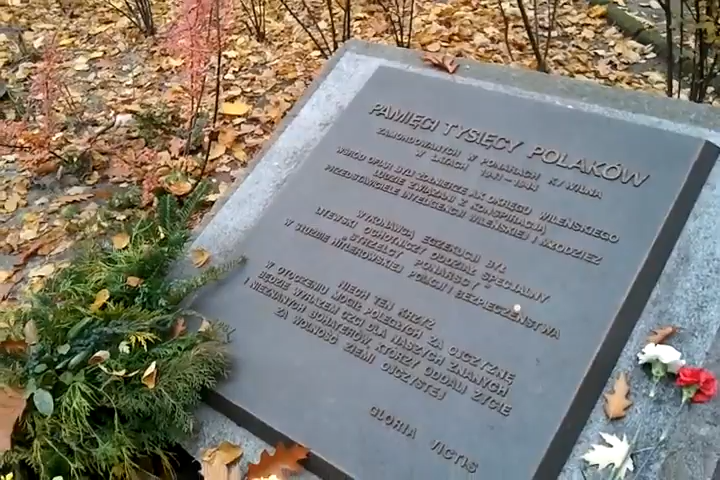 PAMIĘCI TYSIĘCY POLAKÓW
ZAMORDOWANYCH W PONARACH K/WILNA
W LATACH 1941-1944
WŚRÓD OFIAR BYLI ŻOŁNIERZE AK OKRĘGU WILEŃSKIEGO
LUDZIE ZWIĄZANI Z KONSPIRACJĄ
PRZEDSTAWICIELE INTELIGENCJI WILEŃSKIEJ I MŁODZIEŻ
WYKONAWCĄ EGZEKUCJI BYŁ
LITEWSKI OCHOTNICZY ODDZIAŁ SPECJALNY
"STRZELCY PONARSCY"
W SŁUŻBIE HITLEROWSKIEJ POLICJI BEZPIECZEŃSTWA
NIECH TEN KRZYŻ
W OTOCZENIU MOGIŁ POLEGŁYCH ZA OJCZYZNĘ
BĘDZIE WYRAZEM CZCI DLA NASZYCH ZNANYCH
I NIEZNANYCH BOHATERÓW KTÓRZY ODDALI ŻYCIE
ZA WOLNOŚĆ ZIEMI OJCZYSTEJ
GLORIA VICTIS